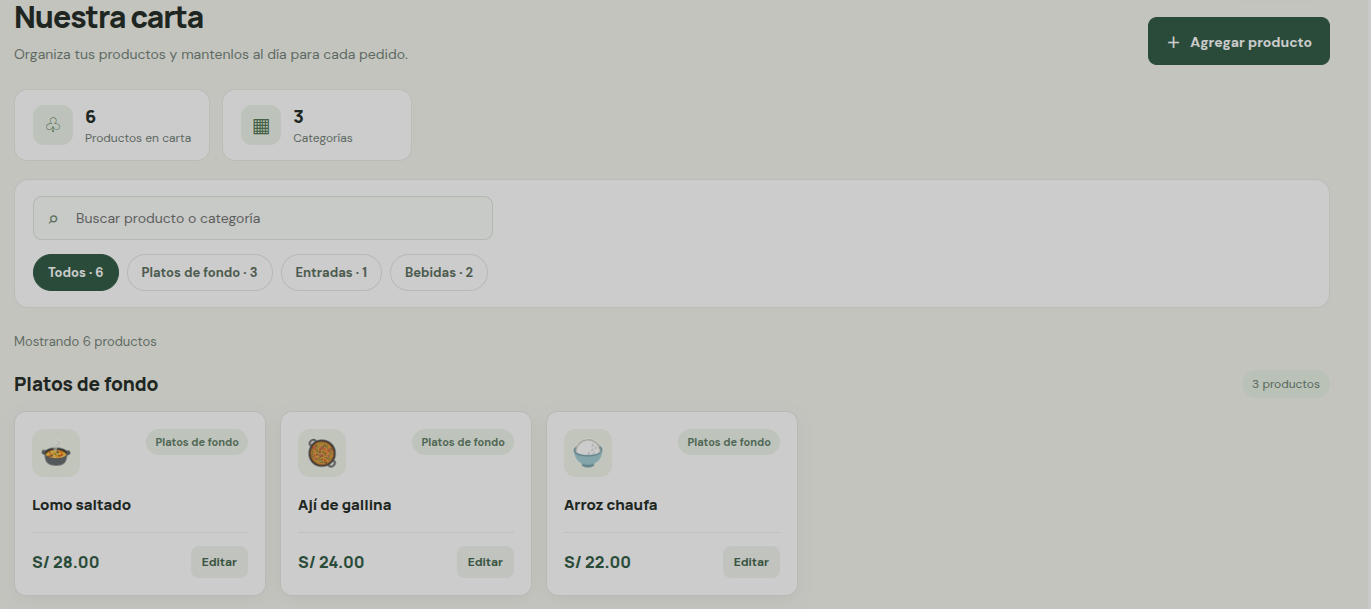 Nuestra carta
Organiza tus productos y mantenlos al día para cada pedido.
+ Agregar producto
6
Productos en carta
3
Categorías
Buscar producto o categoría
Todos · 6
Platos de fondo · 3
Entradas · 1
Bebidas · 2
Mostrando 6 productos
Platos de fondo
3 productos
Platos de fondo
Lomo saltado
S/ 28.00
Editar
Platos de fondo
Ají de gallina
S/ 24.00
Editar
Platos de fondo
Arroz chaufa
S/ 22.00
Editar